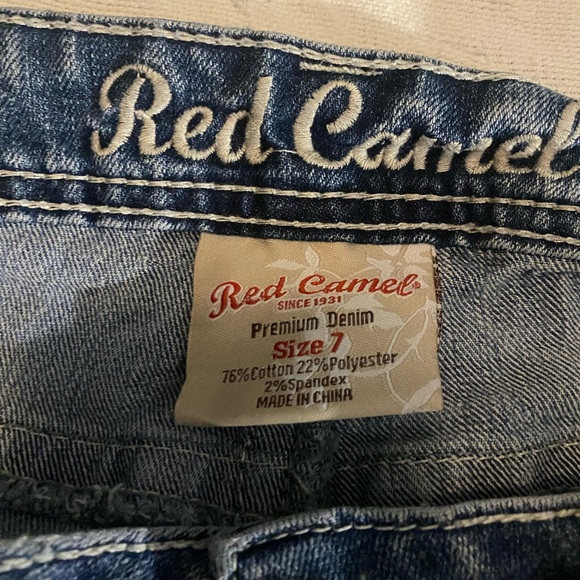 Red Camel
Red Camel®
SINCE 1931
Premium Denim
Size 7
76%Cotton 22%Polyester
2%Spandex
MADE IN CHINA